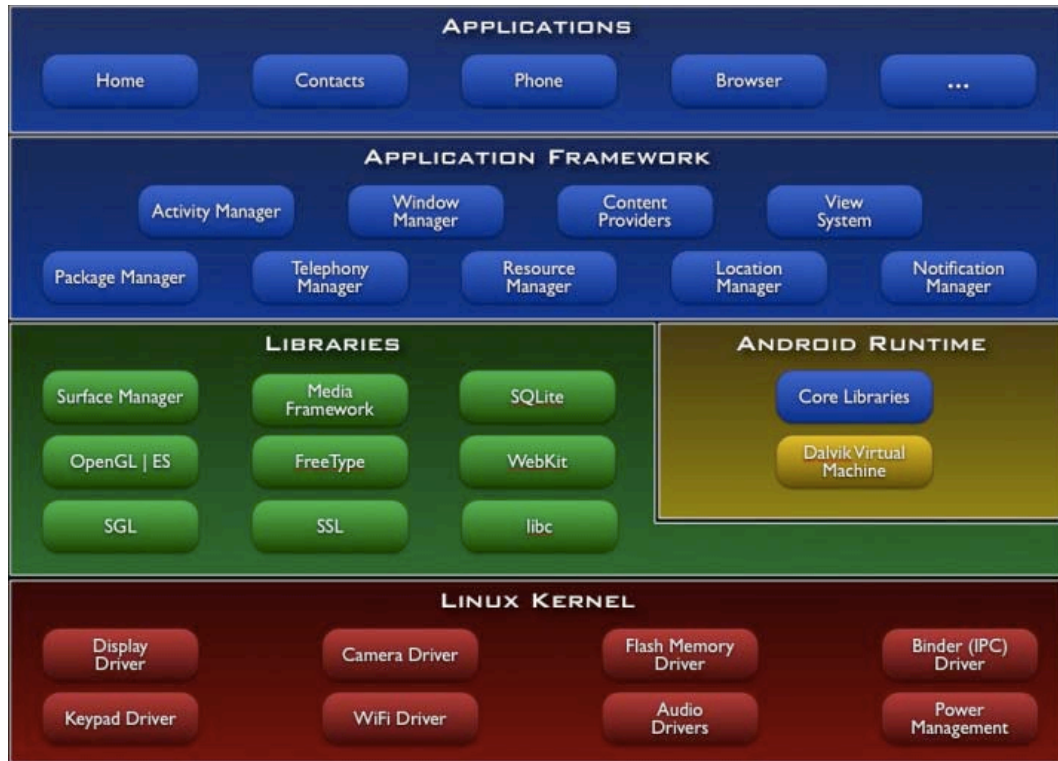 APPLICATIONS
Home
Contacts
Phone
Browser
...
APPLICATION FRAMEWORK
Activity Manager
Window
Manager
Content
Providers
View
System
Package Manager
Telephony
Manager
Resource
Manager
Location
Manager
Notification
Manager
LIBRARIES
Surface Manager
Media
Framework
SQLite
OpenGL | ES
FreeType
WebKit
SGL
SSL
libc
ANDROID RUNTIME
Core Libraries
Dalvik Virtual
Machine
LINUX KERNEL
Display
Driver
Camera Driver
Flash Memory
Driver
Binder (IPC)
Driver
Keypad Driver
WiFi Driver
Audio
Drivers
Power
Management